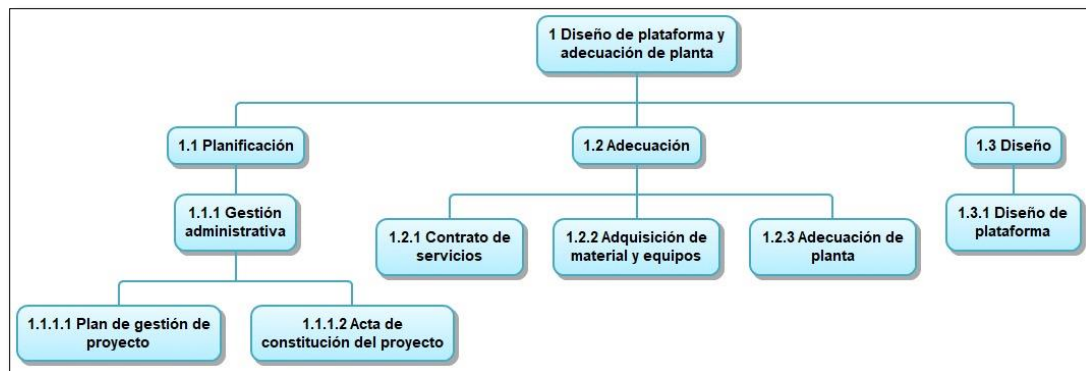 1 Diseño de plataforma y
adecuación de planta
1.1 Planificación
1.2 Adecuación
1.3 Diseño
1.1.1 Gestión
administrativa
1.2.1 Contrato de
servicios
1.2.2 Adquisición de
material y equipos
1.2.3 Adecuación de
planta
1.3.1 Diseño de
plataforma
1.1.1.1 Plan de gestión de
proyecto
1.1.1.2 Acta de
constitución del proyecto